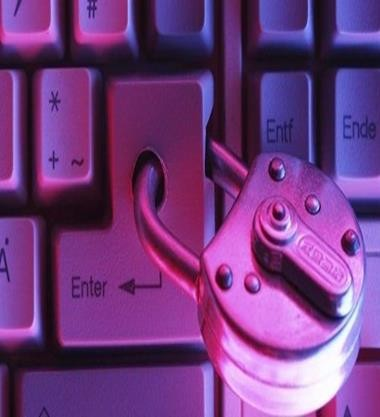 #
*
+ ~
Entf
Ende
Enter